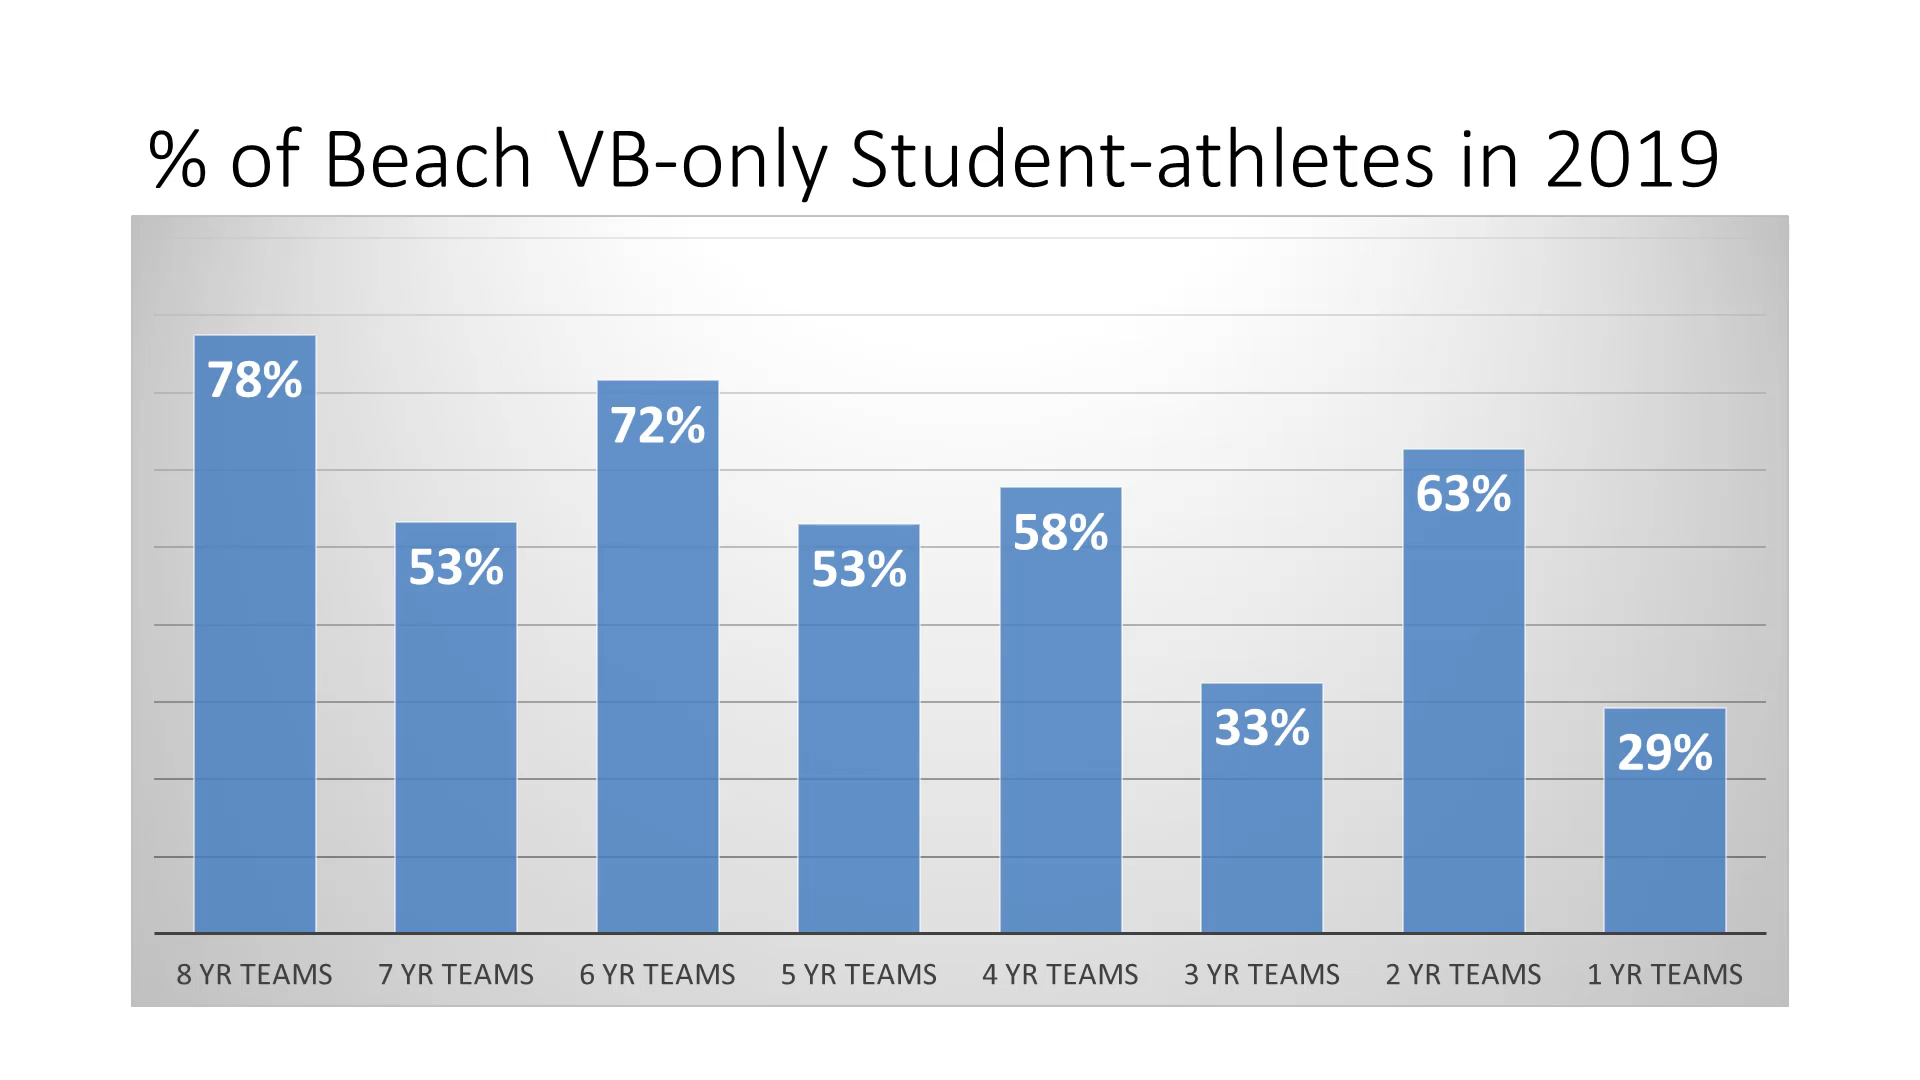 % of Beach VB-only Student-athletes in 2019
78%
53%
72%
53%
58%
33%
63%
29%
8 YR TEAMS
7 YR TEAMS
6 YR TEAMS
5 YR TEAMS
4 YR TEAMS
3 YR TEAMS
2 YR TEAMS
1 YR TEAMS